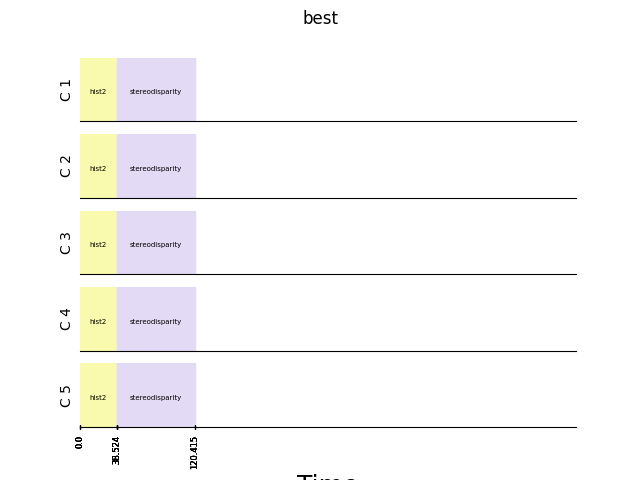 best
C 1
hist2
stereodisparity
C 2
hist2
stereodisparity
C 3
hist2
stereodisparity
C 4
hist2
stereodisparity
C 5
hist2
stereodisparity
0.0
38.524
120.415
Time